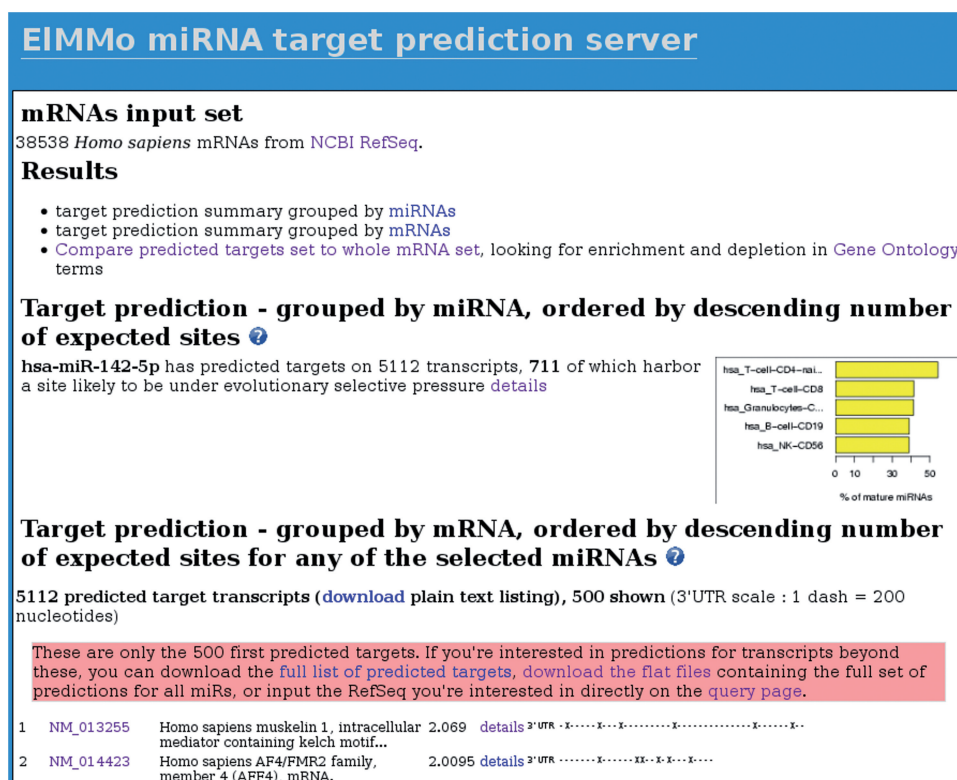 ElMMo miRNA target prediction server
mRNAs input set
38538 Homo sapiens mRNAs from NCBI RefSeq.
Results
• target prediction summary grouped by miRNAs
• target prediction summary grouped by mRNAs
• Compare predicted targets set to whole mRNA set, looking for enrichment and depletion in Gene Ontology
terms
Target prediction - grouped by miRNA, ordered by descending number
of expected sites ?
hsa-miR-142-5p has predicted targets on 5112 transcripts, 711 of which harbor
a site likely to be under evolutionary selective pressure details
hsa_T-cell-CD4-nai...
hsa_T-cell-CD8
hsa_Granulocytes-C...
hsa_B-cell-CD19
hsa_NK-CD56
0 10 30 50
% of mature miRNAs
Target prediction - grouped by mRNA, ordered by descending number
of expected sites for any of the selected miRNAs ?
5112 predicted target transcripts (download plain text listing), 500 shown (3'UTR scale : 1 dash = 200
nucleotides)
These are only the 500 first predicted targets. If you're interested in predictions for transcripts beyond
these, you can download the full list of predicted targets, download the flat files containing the full set of
predictions for all miRs, or input the RefSeq you're interested in directly on the query page.
1 NM_013255 Homo sapiens muskelin 1, intracellular 2.069 details 3'UTR -X-----X---X---------X--------------X------X--
mediator containing kelch motif...
2 NM_014423 Homo sapiens AF4/FMR2 family, 2.0095 details 3'UTR -------X------XX--X-X---X----
member 4 (AFF4), mRNA.